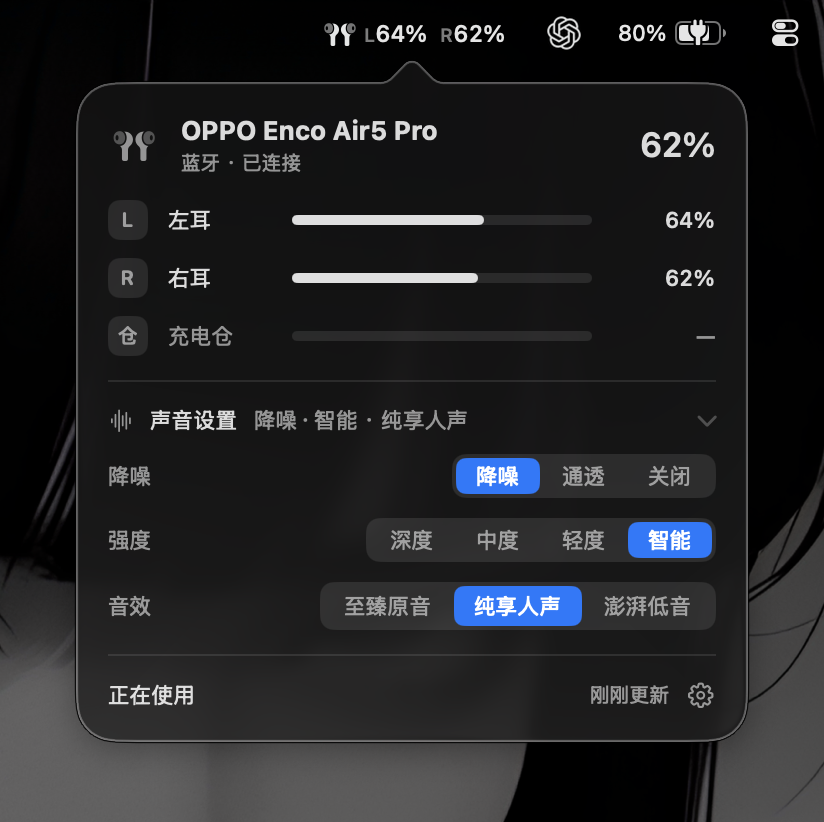 L64% R62% 80%
OPPO Enco Air5 Pro
蓝牙 · 已连接
62%
L 左耳 64%
R 右耳 62%
仓 充电仓 —
声音设置 降噪 · 智能 · 纯享人声
降噪 降噪 通透 关闭
强度 深度 中度 轻度 智能
音效 至臻原音 纯享人声 澎湃低音
正在使用 刚刚更新